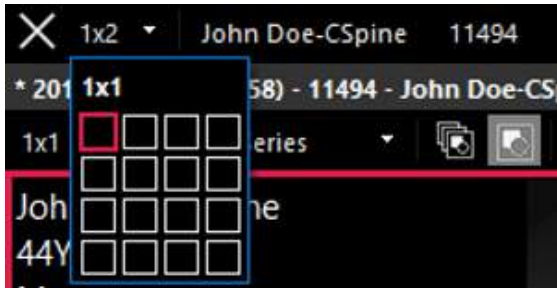 1x2 John Doe-CSpine 11494
* 201 58) - 11494 - John Doe-CS
1x1
1x1 eries
Joh ne
44Y